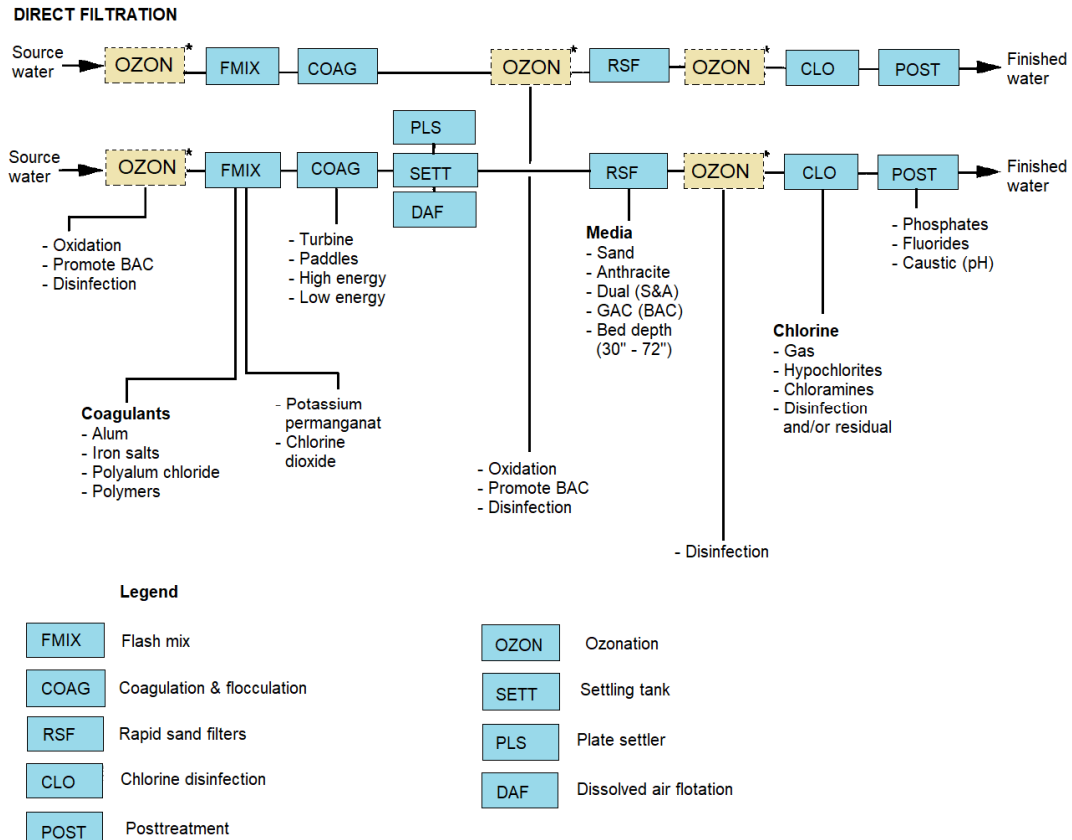 DIRECT FILTRATION
Source
water
OZON
*
FMIX
COAG
OZON
*
RSF
OZON
*
CLO
POST
Finished
water
Source
water
OZON
*
FMIX
COAG
PLS
SETT
DAF
RSF
OZON
*
CLO
POST
Finished
water
- Oxidation
- Promote BAC
- Disinfection
- Turbine
- Paddles
- High energy
- Low energy
Media
- Sand
- Anthracite
- Dual (S&A)
- GAC (BAC)
- Bed depth
(30" - 72")
- Phosphates
- Fluorides
- Caustic (pH)
Coagulants
- Alum
- Iron salts
- Polyalum chloride
- Polymers
- Potassium
permanganat
- Chlorine
dioxide
Chlorine
- Gas
- Hypochlorites
- Chloramines
- Disinfection
and/or residual
- Oxidation
- Promote BAC
- Disinfection
- Disinfection
Legend
FMIX Flash mix
COAG Coagulation & flocculation
RSF Rapid sand filters
CLO Chlorine disinfection
POST Posttreatment
OZON Ozonation
SETT Settling tank
PLS Plate settler
DAF Dissolved air flotation